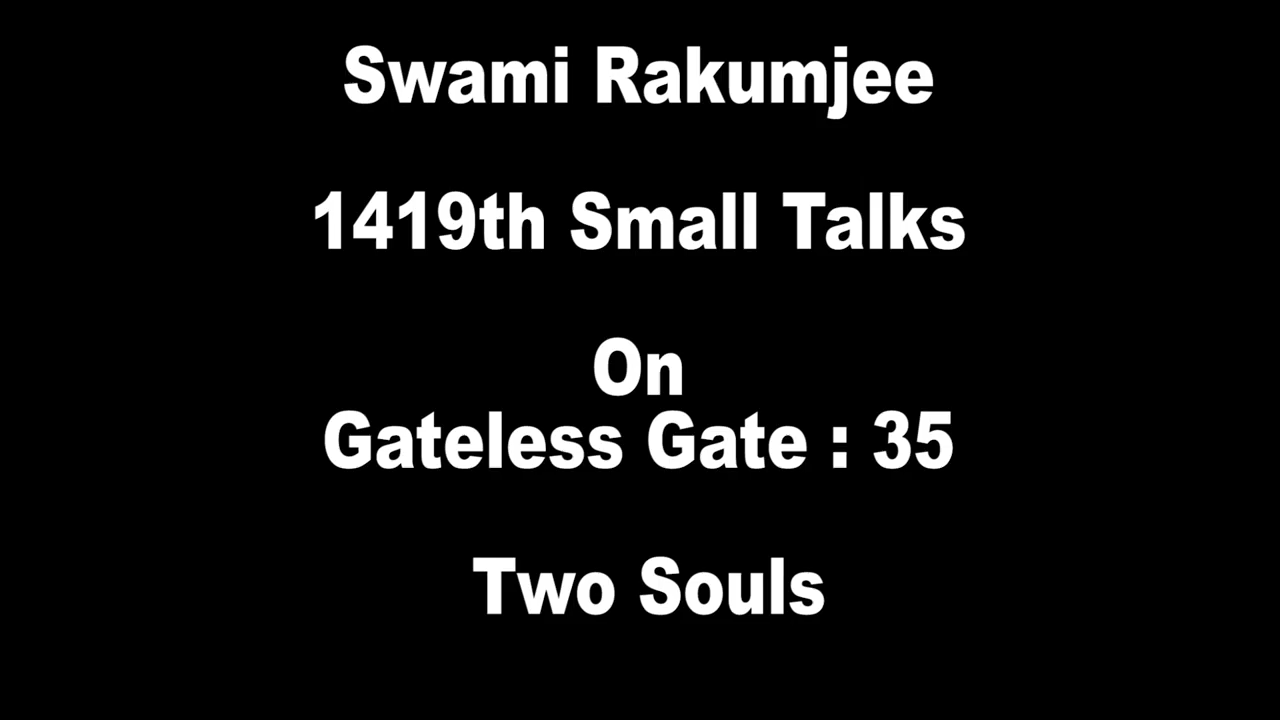 Swami Rakumjee
1419th Small Talks
On
Gateless Gate : 35
Two Souls